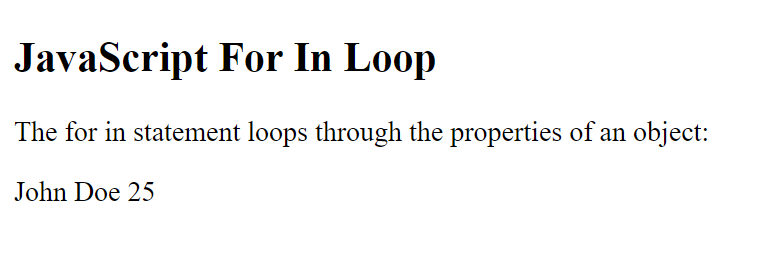 JavaScript For In Loop
The for in statement loops through the properties of an object:
John Doe 25